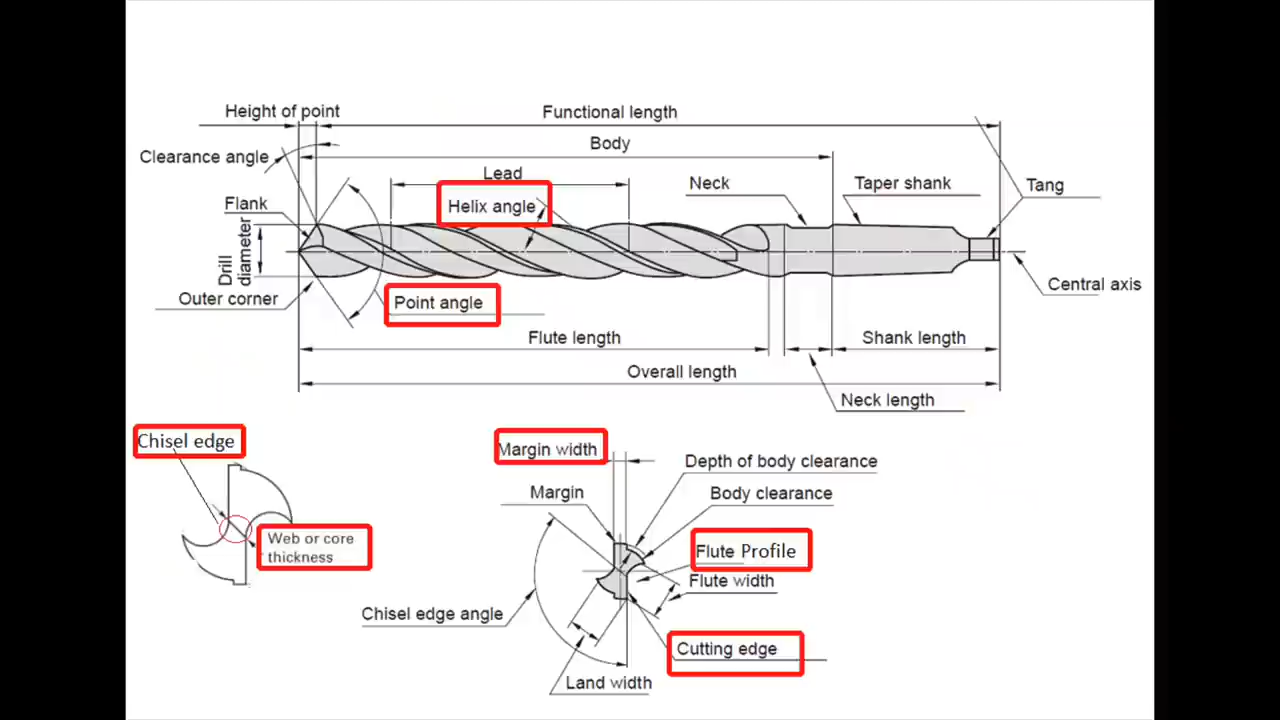 Height of point
Functional length
Clearance angle
Body
Lead
Neck
Taper shank
Tang
Flank
Helix angle
Drill
diameter
Outer corner
Point angle
Central axis
Flute length
Shank length
Overall length
Neck length
Chisel edge
Margin width
Depth of body clearance
Margin
Body clearance
Web or core
thickness
Flute Profile
Flute width
Chisel edge angle
Cutting edge
Land width